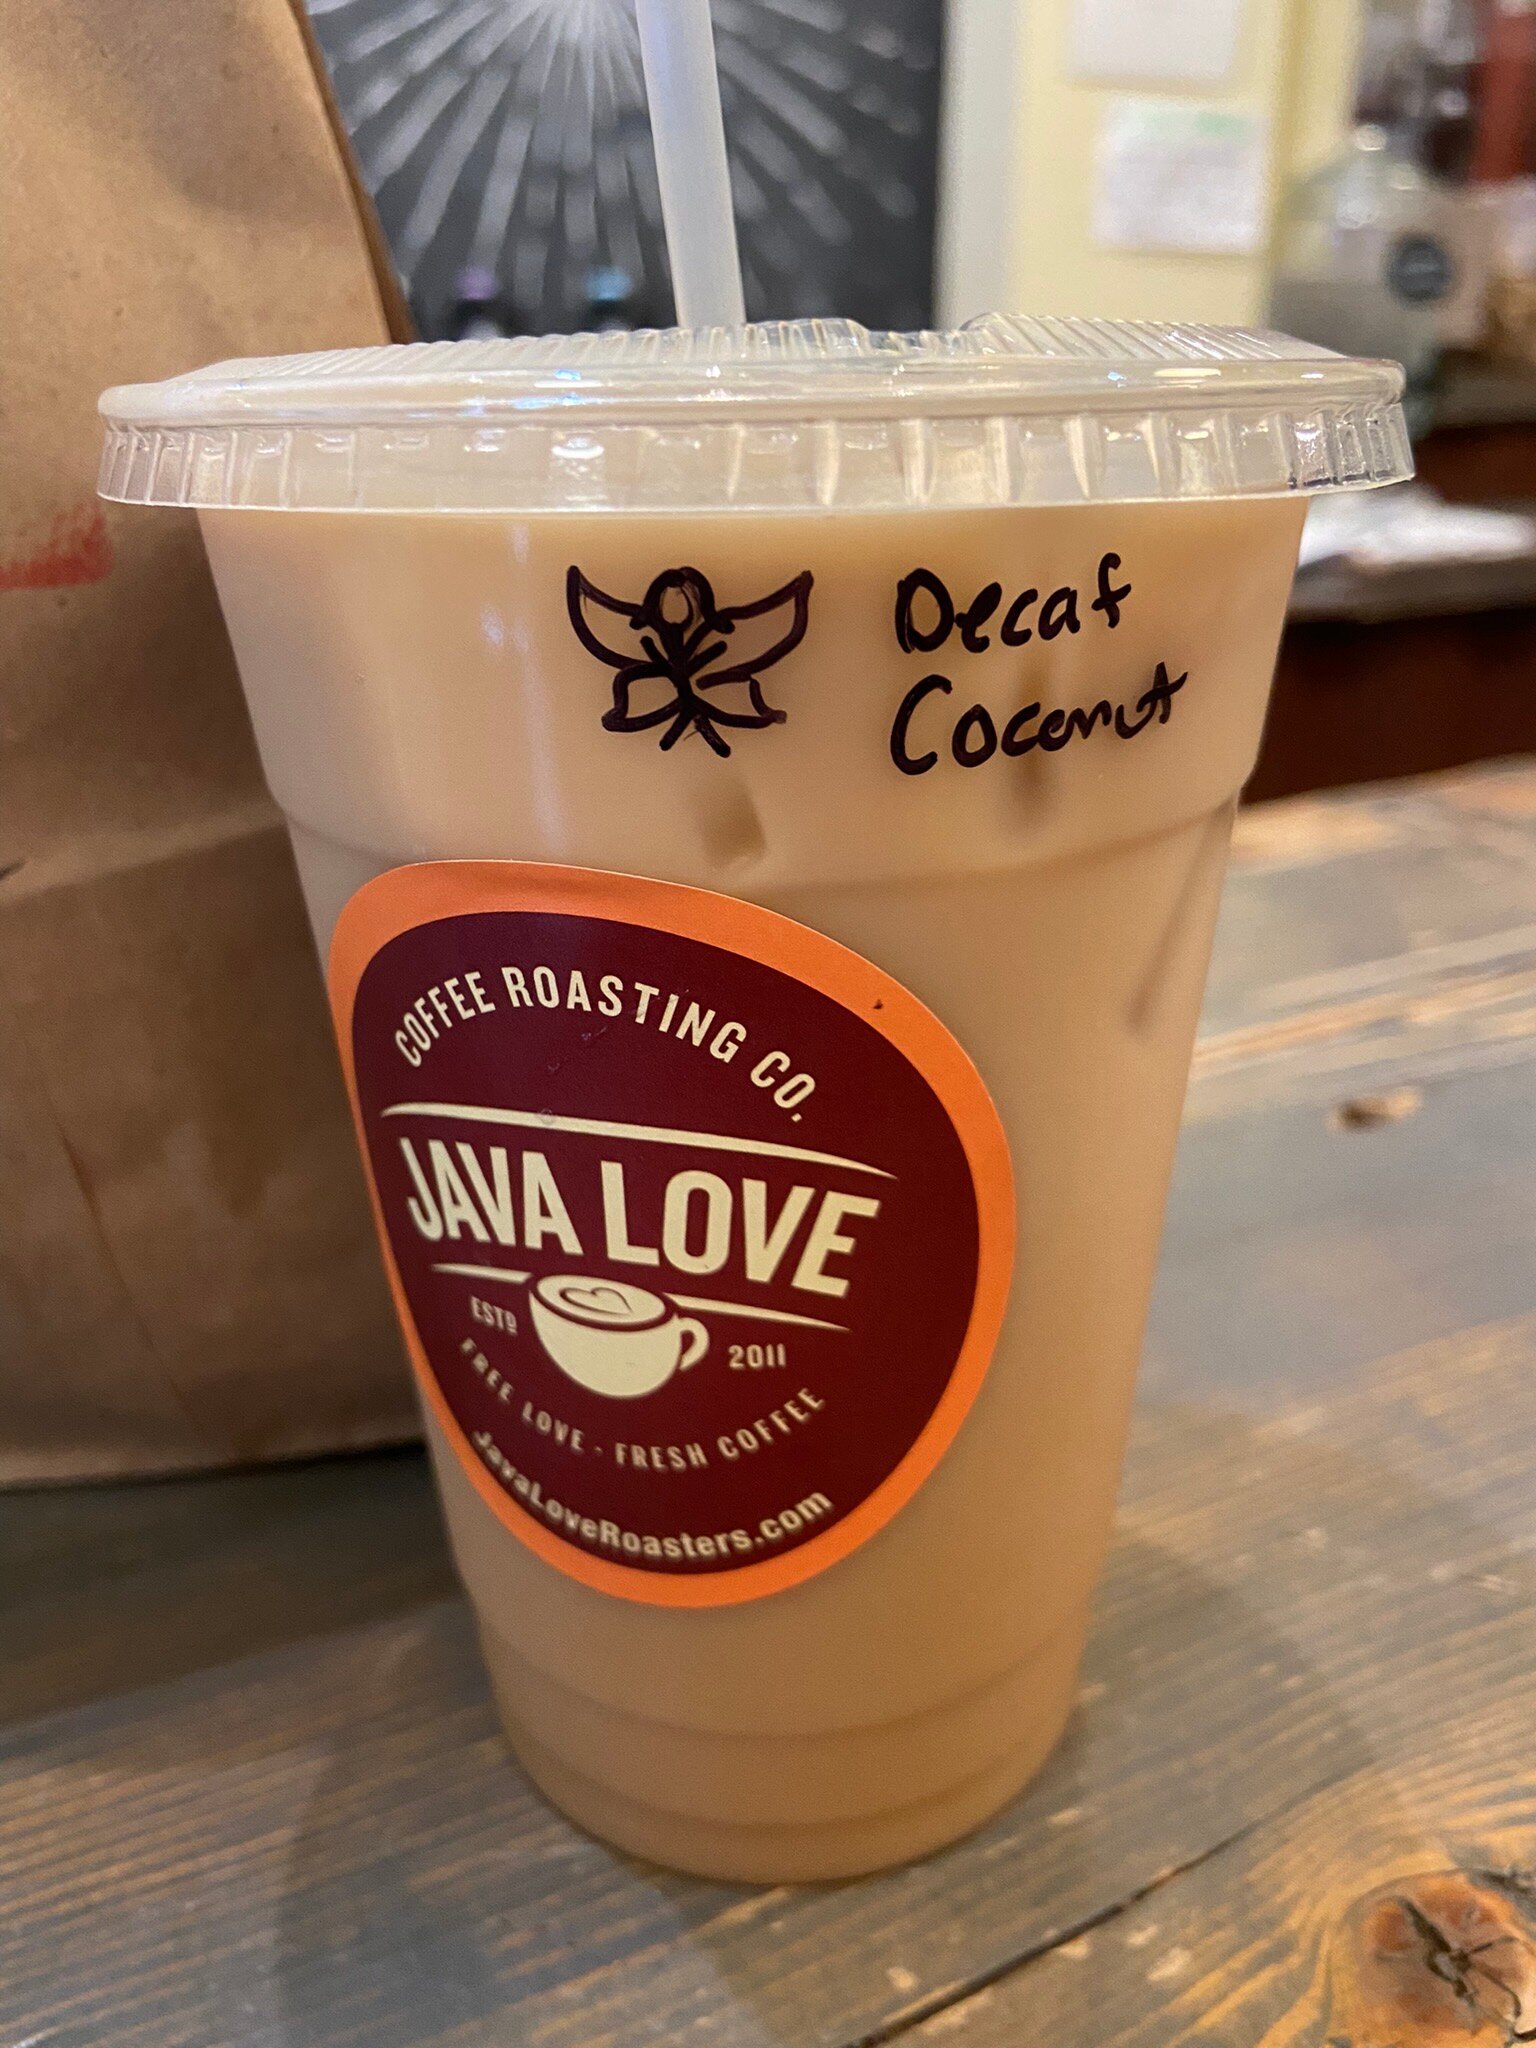 Decaf
Coconut
COFFEE ROASTING CO.
JAVA LOVE
ESTD 2011
FREE LOVE - FRESH COFFEE
JavaLoveRoasters.com